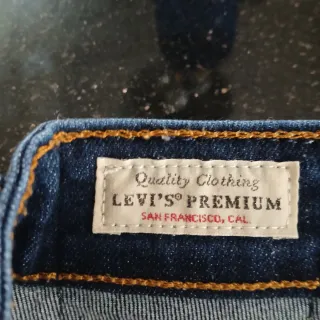 Quality Clothing
LEVI'S® PREMIUM
SAN FRANCISCO, CAL.